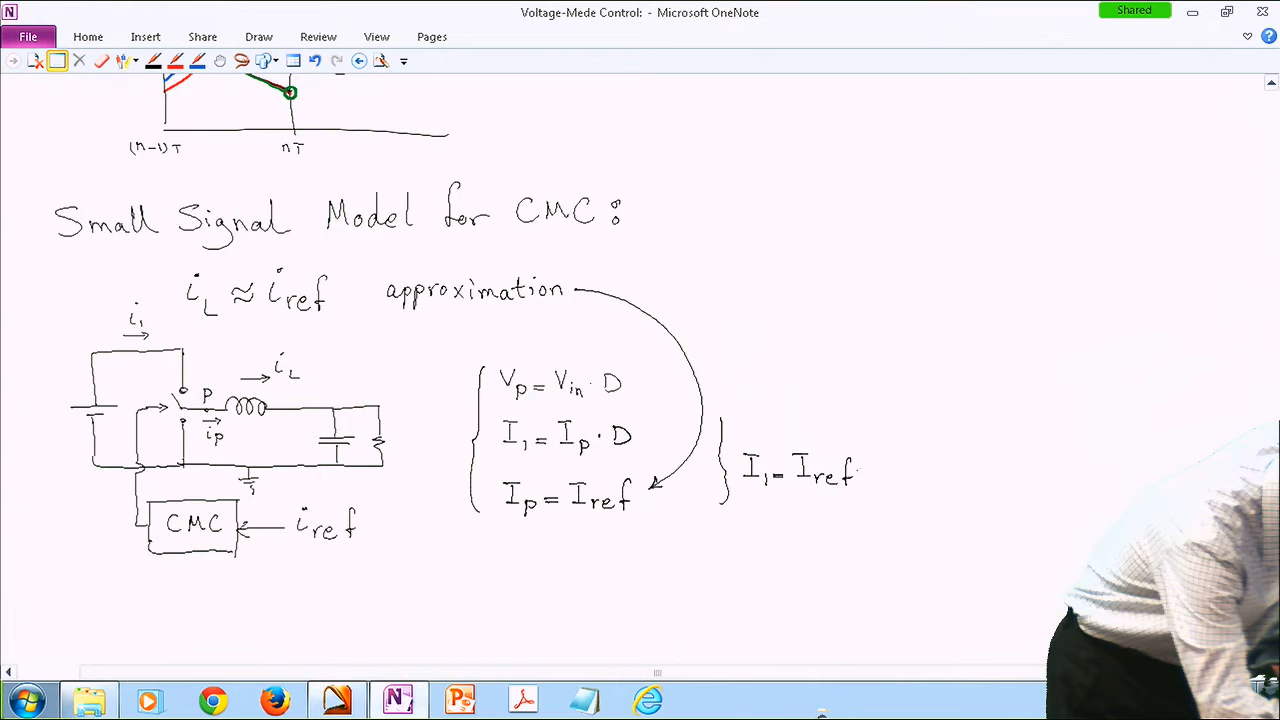 Voltage-Mede Control: - Microsoft OneNote
Shared
File Home Insert Share Draw Review View Pages
(n-1)T nT
Small Signal Model for CMC:
iL ≈ iref approximation
i1
iL
P
ip
Vp = Vin · D
I1 = Ip · D
Ip = Iref
I1 = Iref
CMC
iref